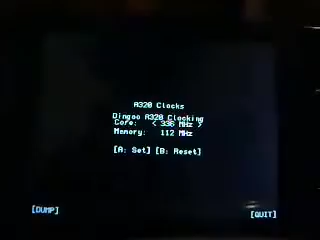 A320 Clocks
Dingoo A320 Clocking
Core: < 336 MHz >
Memory: 112 MHz
[A: Set] [B: Reset]
[DUMP] [QUIT]